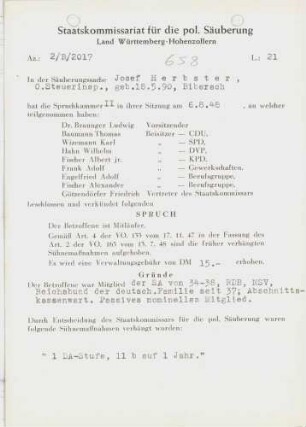 Staatskommissariat für die pol. Säuberung
Land Württemberg-Hohenzollern
Az.: 2/S/2017
658
L.: 21
In der Säuberungssache Josef Herbster,
O.Steuerinsp., geb.18.5.90, Biberach
hat die Spruchkammer II in ihrer Sitzung am 6.8.48 , an welcher
teilgenommen haben:
Dr. Braunger Ludwig Vorsitzender
Baumann Thomas Beisitzer — CDU,
Wizemann Karl „ — SPD,
Hahn Wilhelm „ — DVP,
Fischer Albert jr. „ — KPD,
Frank Adolf „ — Gewerkschaften,
Engelfried Adolf „ — Berufsgruppe,
Fischer Alexander „ — Berufsgruppe,
Götzendörfer Friedrich Vertreter des Staatskommissars
beschlossen und verkündet folgenden
SPRUCH
Der Betroffene ist Mitläufer.
Gemäß Art. 4 der VO 133 vom 17. 11. 47 in der Fassung des
Art. 2 der VO. 165 vom 13. 7. 48 sind die früher verhängten
Sühnemaßnahmen aufgehoben.
Es wird eine Verwaltungsgebühr von DM 15.— erhoben.
Gründe
Der Betroffene war Mitglied der SA von 34-38, RDB, NSV,
Reichsbund der deutsch.Familie seit 37; Abschnitts-
kassenwart. Passives nominelles Mitglied.
Durch Entscheidung des Staatskommissars für die pol. Säuberung waren
folgende Sühnemaßnahmen verhängt worden:
" 1 DA-Stufe, 11 b auf 1 Jahr."